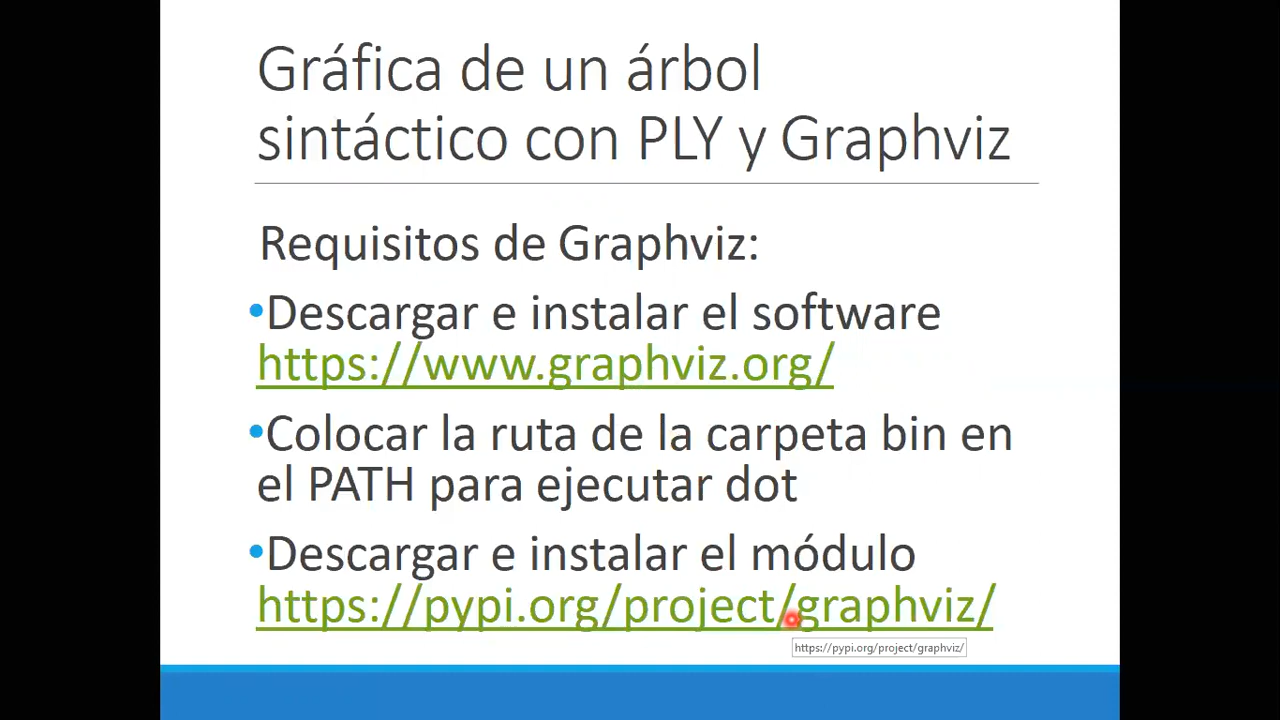 Gráfica de un árbol
sintáctico con PLY y Graphviz
Requisitos de Graphviz:
•Descargar e instalar el software
https://www.graphviz.org/
•Colocar la ruta de la carpeta bin en
el PATH para ejecutar dot
•Descargar e instalar el módulo
https://pypi.org/project/graphviz/
https://pypi.org/project/graphviz/